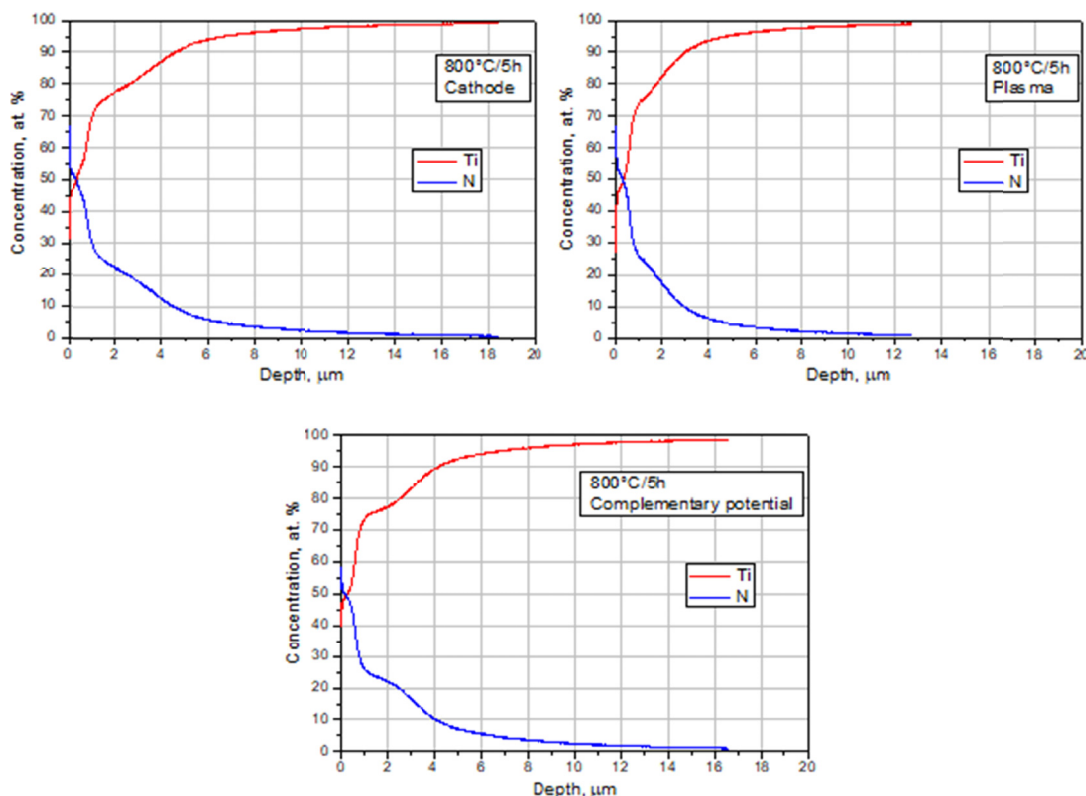 100
90
80
70
60
50
40
30
20
10
0
Concentration, at. %
800°C/5h
Cathode
Ti
N
0 2 4 6 8 10 12 14 16 18 20
Depth, μm
100
90
80
70
60
50
40
30
20
10
0
Concentration, at. %
800°C/5h
Plasma
Ti
N
0 2 4 6 8 10 12 14 16 18 20
Depth, μm
100
90
80
70
60
50
40
30
20
10
0
Concentration, at. %
800°C/5h
Complementary potential
Ti
N
0 2 4 6 8 10 12 14 16 18 20
Depth, μm